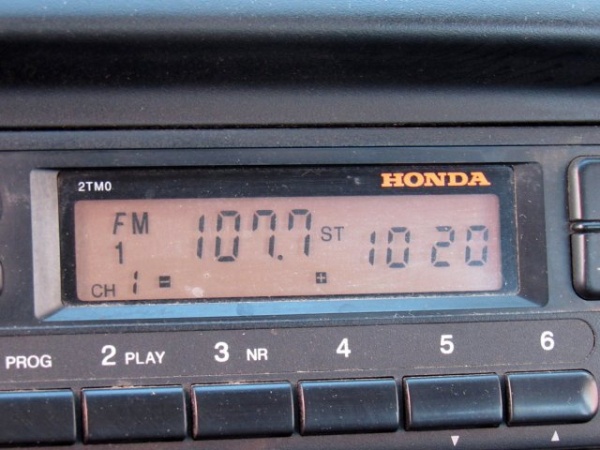 2TM0 HONDA
FM 1 107.7 ST 10 20
CH 1 - +
PROG 2 PLAY 3 NR 4 5 6